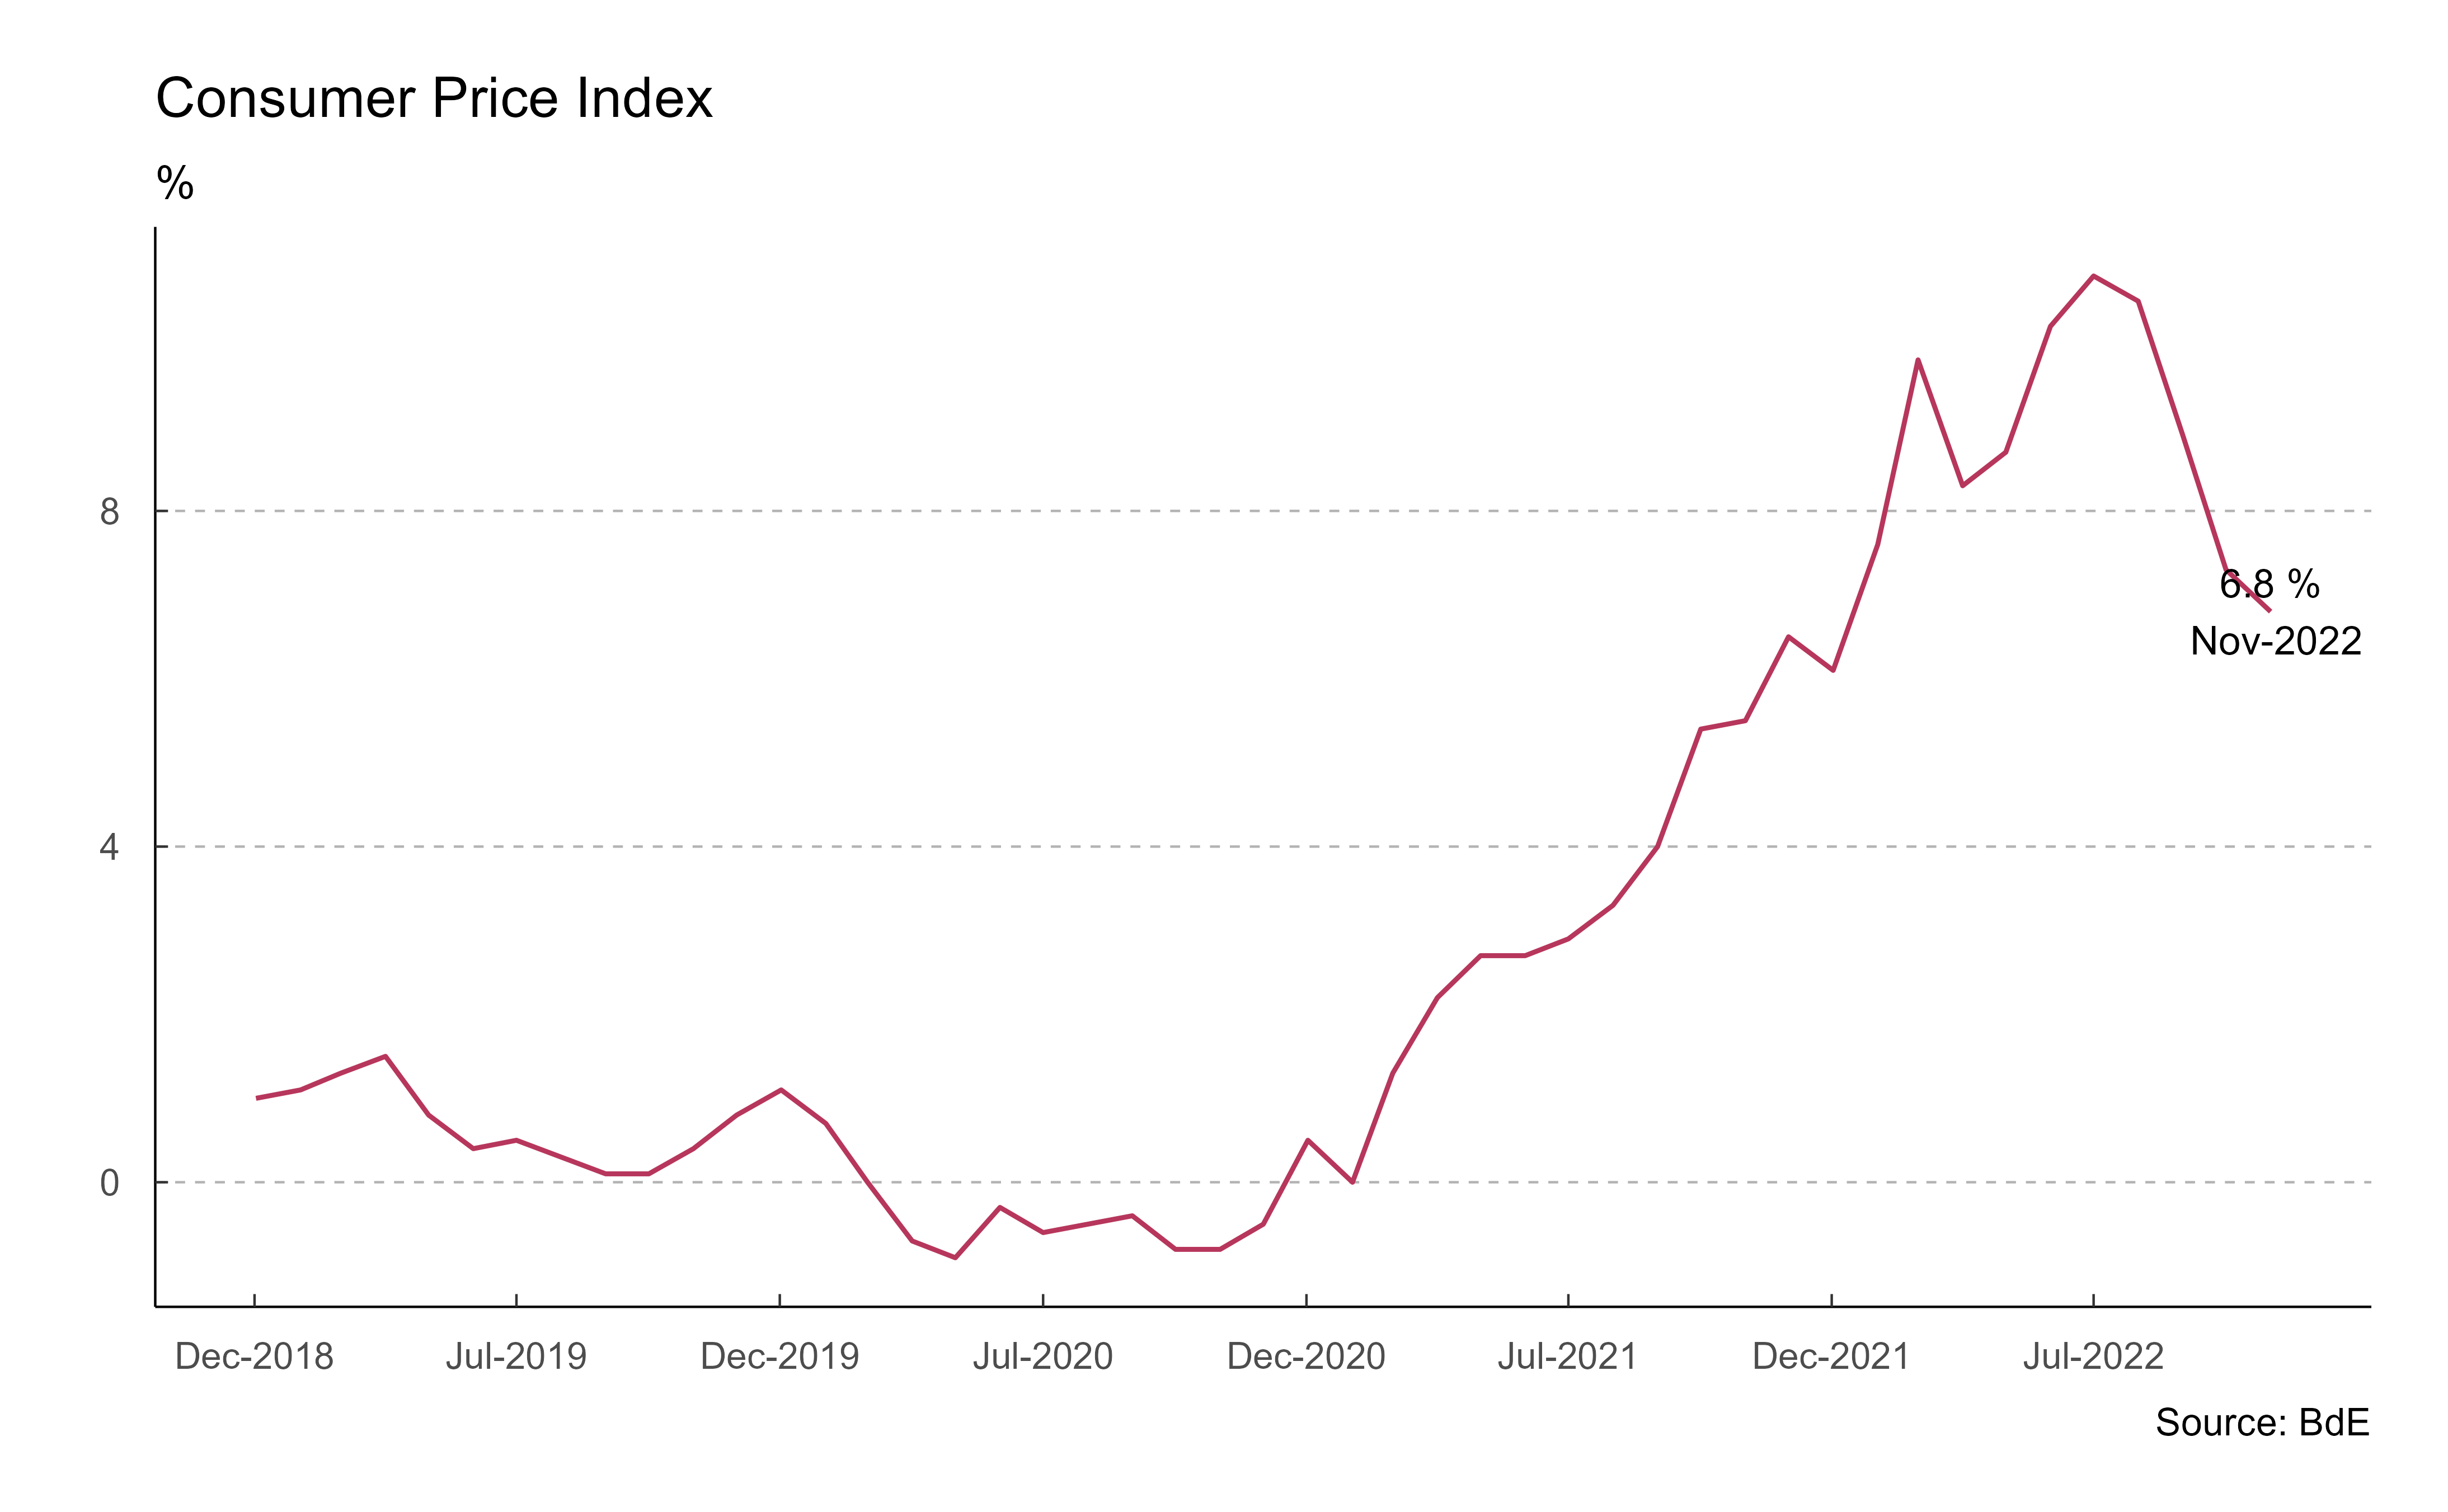 Consumer Price Index
%
8
4
0
6.8 %
Nov-2022
Dec-2018 Jul-2019 Dec-2019 Jul-2020 Dec-2020 Jul-2021 Dec-2021 Jul-2022
Source: BdE